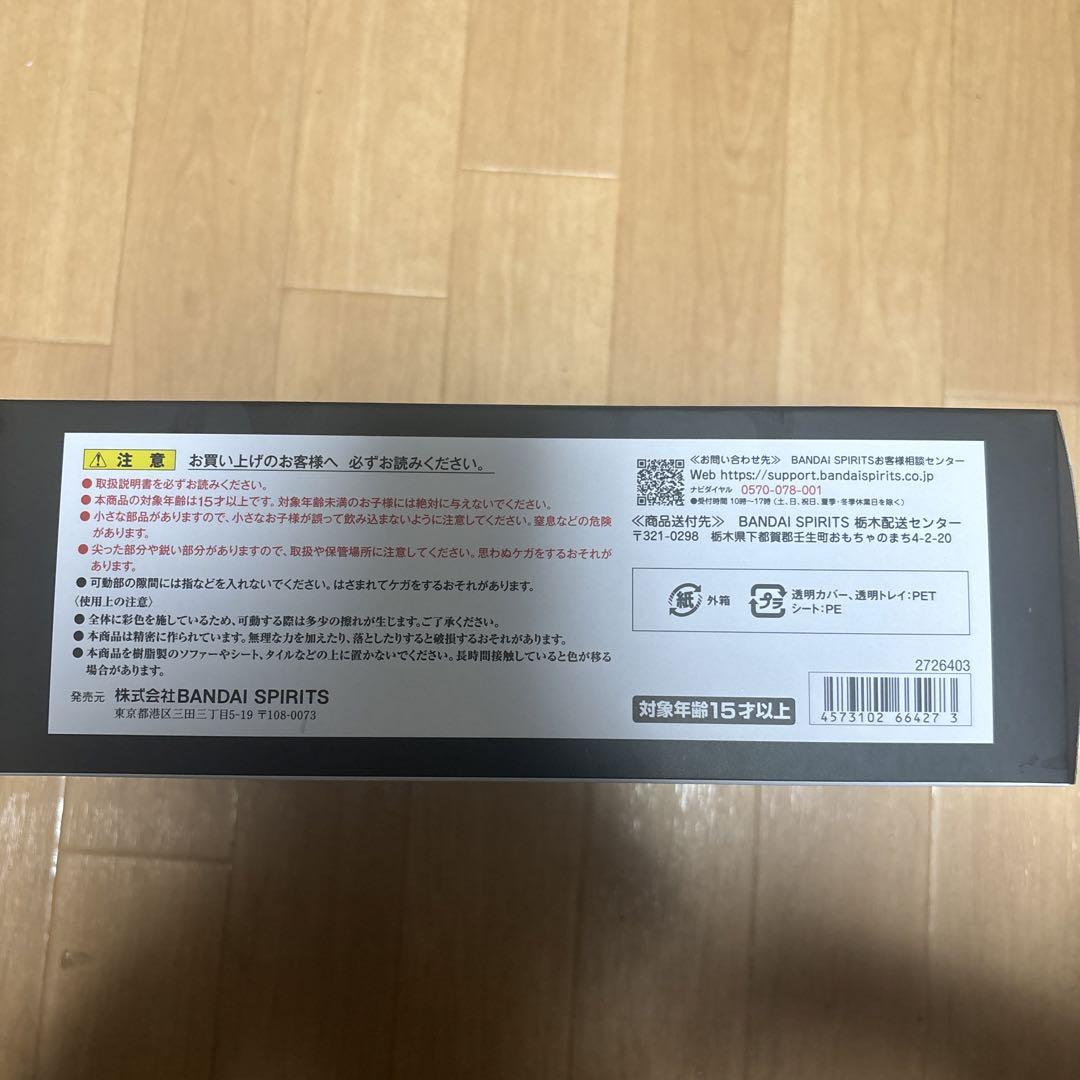 注意 お買い上げのお客様へ 必ずお読みください。
●取扱説明書を必ずお読みください。
●本商品の対象年齢は15才以上です。対象年齢未満のお子様には絶対に与えないでください。
●小さな部品がありますので、小さなお子様が誤って飲み込まないように注意してください。窒息などの危険
があります。
●尖った部分や鋭い部分がありますので、取扱や保管場所に注意してください。思わぬケガをするおそれが
あります。
●可動部の隙間には指などを入れないでください。はさまれてケガをするおそれがあります。
〈使用上の注意〉
●全体に彩色を施しているため、可動する際は多少の擦れが生じます。ご了承ください。
●本商品は精密に作られています。無理な力を加えたり、落としたりすると破損するおそれがあります。
●本商品を樹脂製のソファーやシート、タイルなどの上に置かないでください。長時間接触していると色が移る
場合があります。
発売元 株式会社BANDAI SPIRITS
東京都港区三田三丁目5-19 〒108-0073
≪お問い合わせ先≫ BANDAI SPIRITSお客様相談センター
Web https://support.bandaispirits.co.jp
ナビダイヤル 0570-078-001
●受付時間 10時〜17時(土、日、祝日、夏季・冬季休業日を除く)
≪商品送付先≫ BANDAI SPIRITS 栃木配送センター
〒321-0298 栃木県下都賀郡壬生町おもちゃのまち4-2-20
紙 外箱 プラ 透明カバー、透明トレイ:PET
シート:PE
2726403
対象年齢15才以上
4573102 66427 3